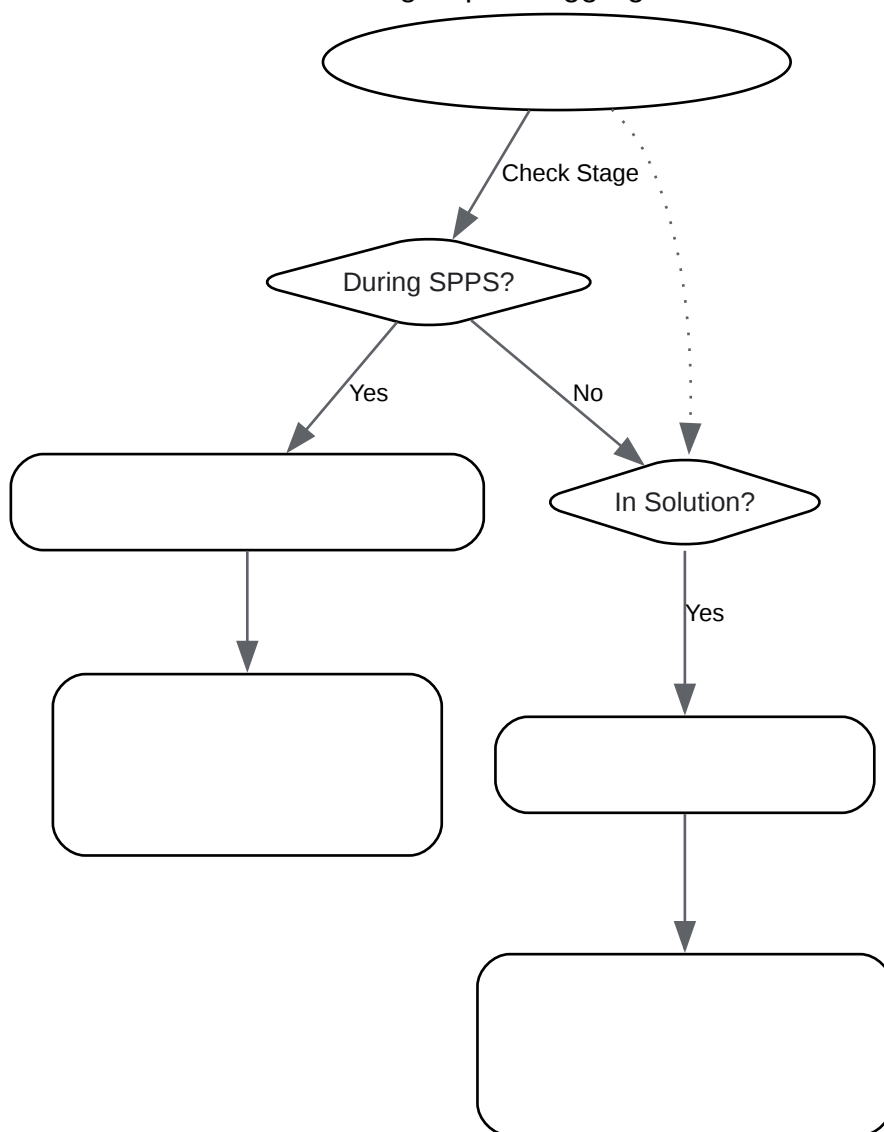 Check Stage
During SPPS?
Yes
No
In Solution?
Yes